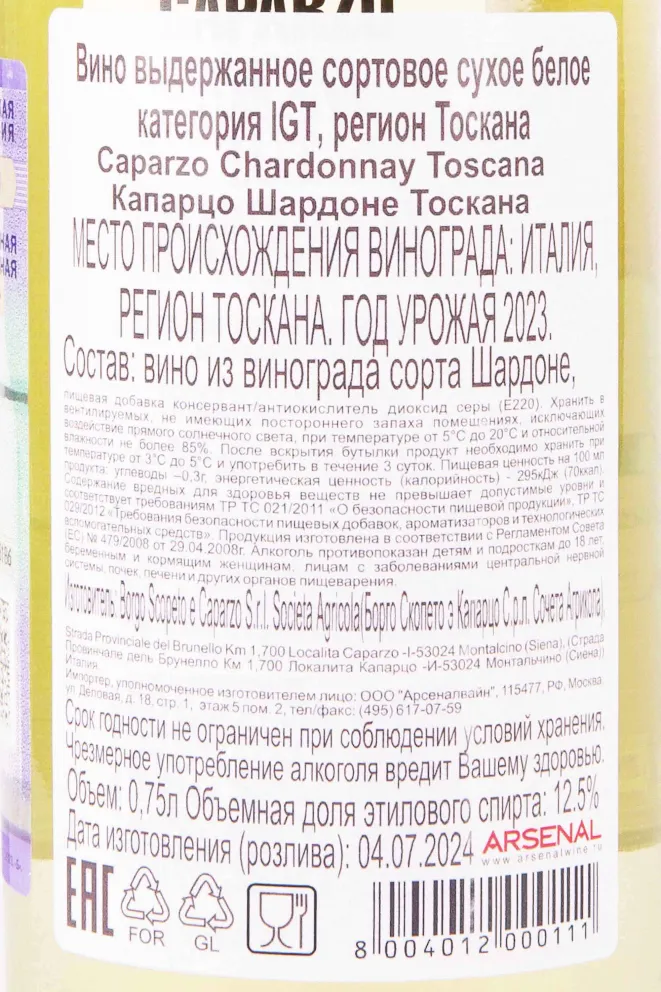 CAPARZO
Вино выдержанное сортовое сухое белое
категория IGT, регион Тоскана
Caparzo Chardonnay Toscana
Капарцо Шардоне Тоскана
МЕСТО ПРОИСХОЖДЕНИЯ ВИНОГРАДА: ИТАЛИЯ,
РЕГИОН ТОСКАНА. ГОД УРОЖАЯ 2023.
Состав: вино из винограда сорта Шардоне,
пищевая добавка консервант/антиокислитель диоксид серы (Е220). Хранить в
вентилируемых, не имеющих постороннего запаха помещениях, исключающих
воздействие прямого солнечного света, при температуре от 5°С до 20°С и относительной
влажности не более 85%. После вскрытия бутылки продукт необходимо хранить при
температуре от 3°С до 5°С и употребить в течение 3 суток. Пищевая ценность на 100 мл
продукта: углеводы –0,3г, энергетическая ценность (калорийность) - 295кДж (70ккал).
Содержание вредных для здоровья веществ не превышает допустимые уровни и
соответствует требованиям ТР ТС 021/2011 «О безопасности пищевой продукции», ТР ТС
029/2012 «Требования безопасности пищевых добавок, ароматизаторов и технологических
вспомогательных средств». Продукция изготовлена в соответствии с Регламентом Совета
(ЕС) № 479/2008 от 29.04.2008г. Алкоголь противопоказан детям и подросткам до 18 лет,
беременным и кормящим женщинам, лицам с заболеваниями центральной нервной
системы, почек, печени и других органов пищеварения.
Изготовитель: Borgo Scopeto e Caparzo S.r.l. Societa Agricola(Борго Скопето э Капарцо С.р.л. Сочета Агрикола),
Strada Provinciale del Brunello Km 1,700 Localita Caparzo -I-53024 Montalcino (Siena), (Страда
Провинчале дель Брунелло Км 1,700 Локалита Капарцо -И-53024 Монтальчино (Сиена))
Италия
Импортер, уполномоченное изготовителем лицо: ООО "Арсеналвайн", 115477, РФ, Москва,
ул Деловая, д. 18, стр. 1, этаж 5 пом. 2, тел/факс: (495) 617-07-59
Срок годности не ограничен при соблюдении условий хранения.
Чрезмерное употребление алкоголя вредит Вашему здоровью.
Объем: 0,75л Объемная доля этилового спирта: 12.5%
Дата изготовления (розлива): 04.07.2024
ARSENAL
www.arsenalwine.ru
EAC
FOR
GL
8 004012 000111